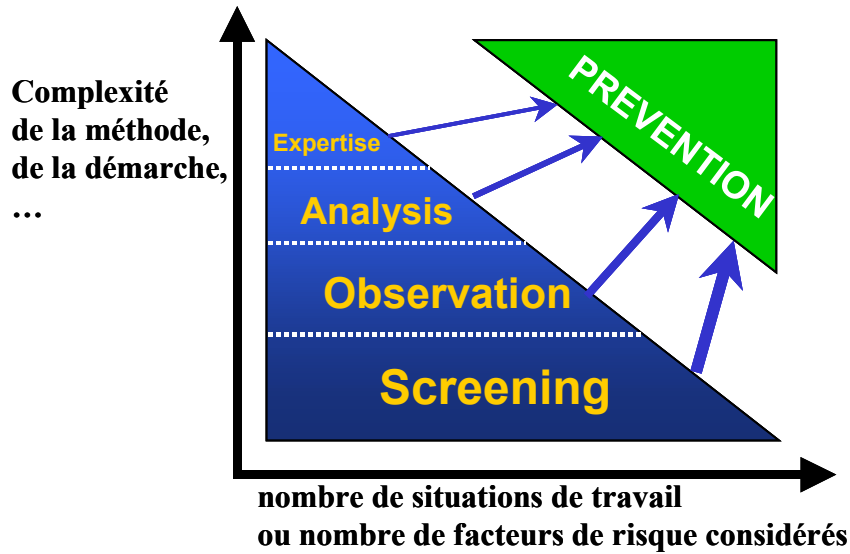 Complexité
de la méthode,
de la démarche,
…
Expertise
Analysis
Observation
Screening
PREVENTION
nombre de situations de travail
ou nombre de facteurs de risque considérés